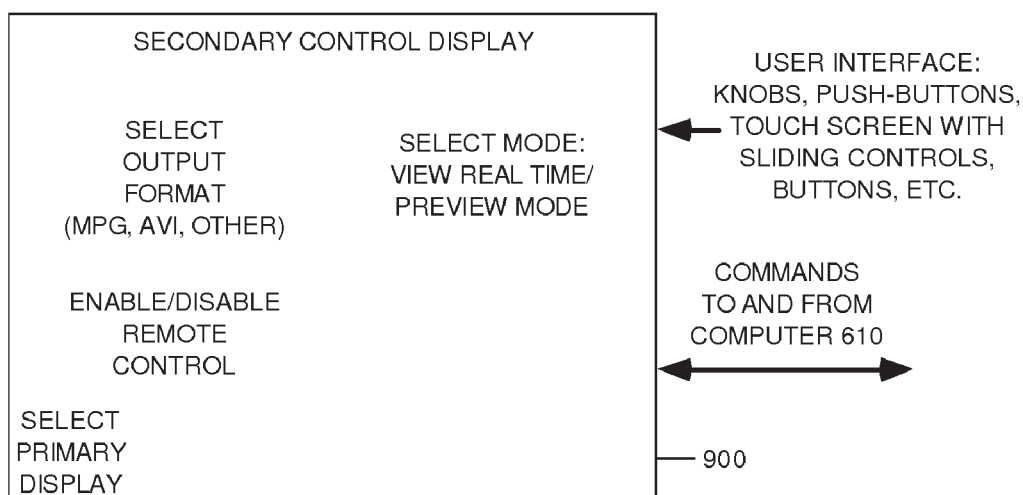 SECONDARY CONTROL DISPLAY
SELECT
OUTPUT
FORMAT
(MPG, AVI, OTHER)
SELECT MODE:
VIEW REAL TIME/
PREVIEW MODE
ENABLE/DISABLE
REMOTE
CONTROL
SELECT
PRIMARY
DISPLAY
USER INTERFACE:
KNOBS, PUSH-BUTTONS,
TOUCH SCREEN WITH
SLIDING CONTROLS,
BUTTONS, ETC.
COMMANDS
TO AND FROM
COMPUTER 610
900